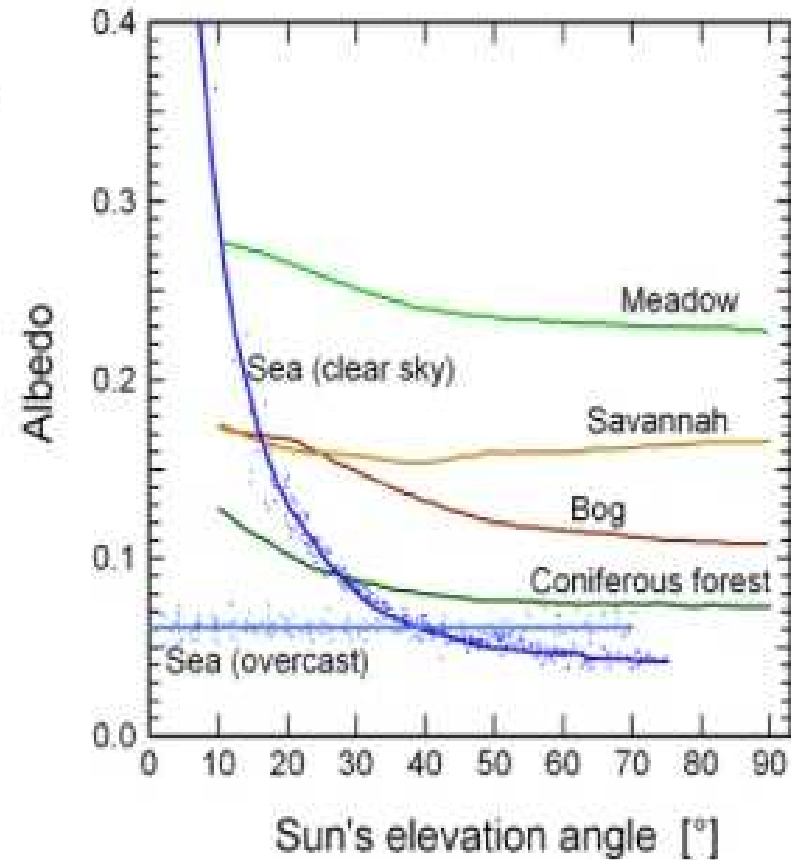 0.4
0.3
Meadow
Sea (clear sky)
0.2
Savannah
Bog
0.1
Coniferous forest
Sea (overcast)
0.0
0 10 20 30 40 50 60 70 80 90
Albedo
Sun's elevation angle [°]